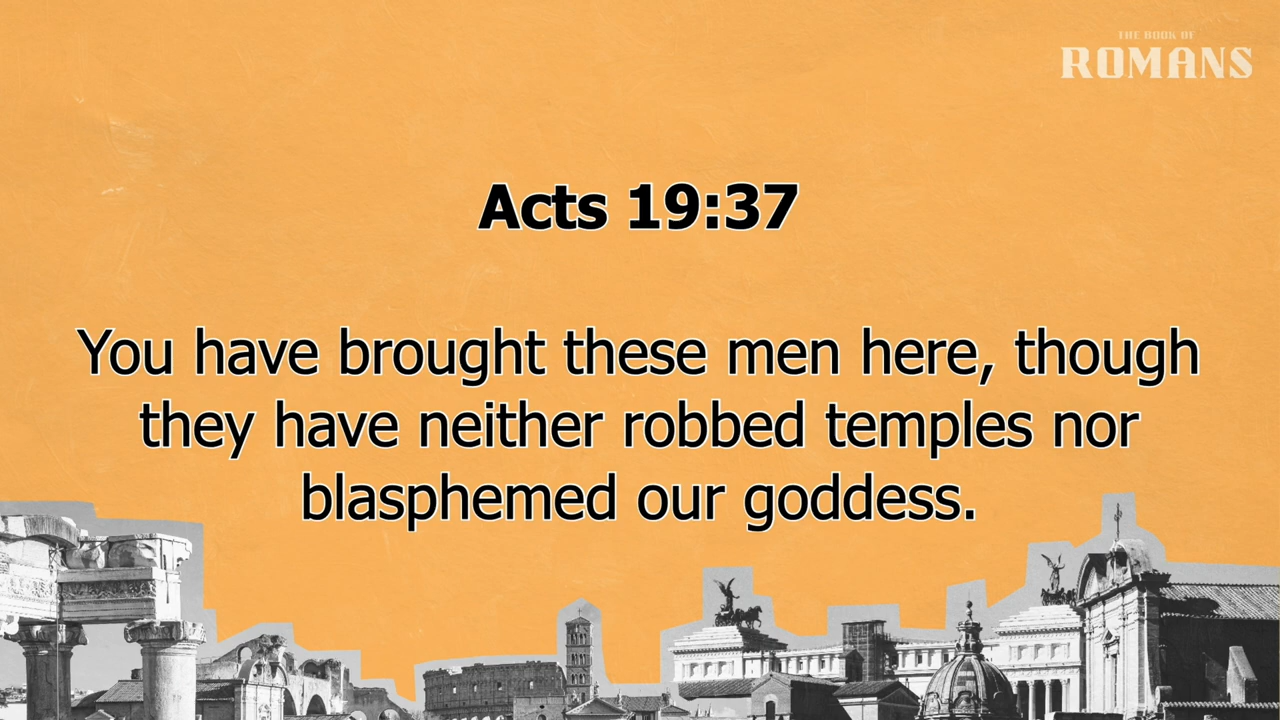 THE BOOK OF
ROMANS
Acts 19:37
You have brought these men here, though
they have neither robbed temples nor
blasphemed our goddess.